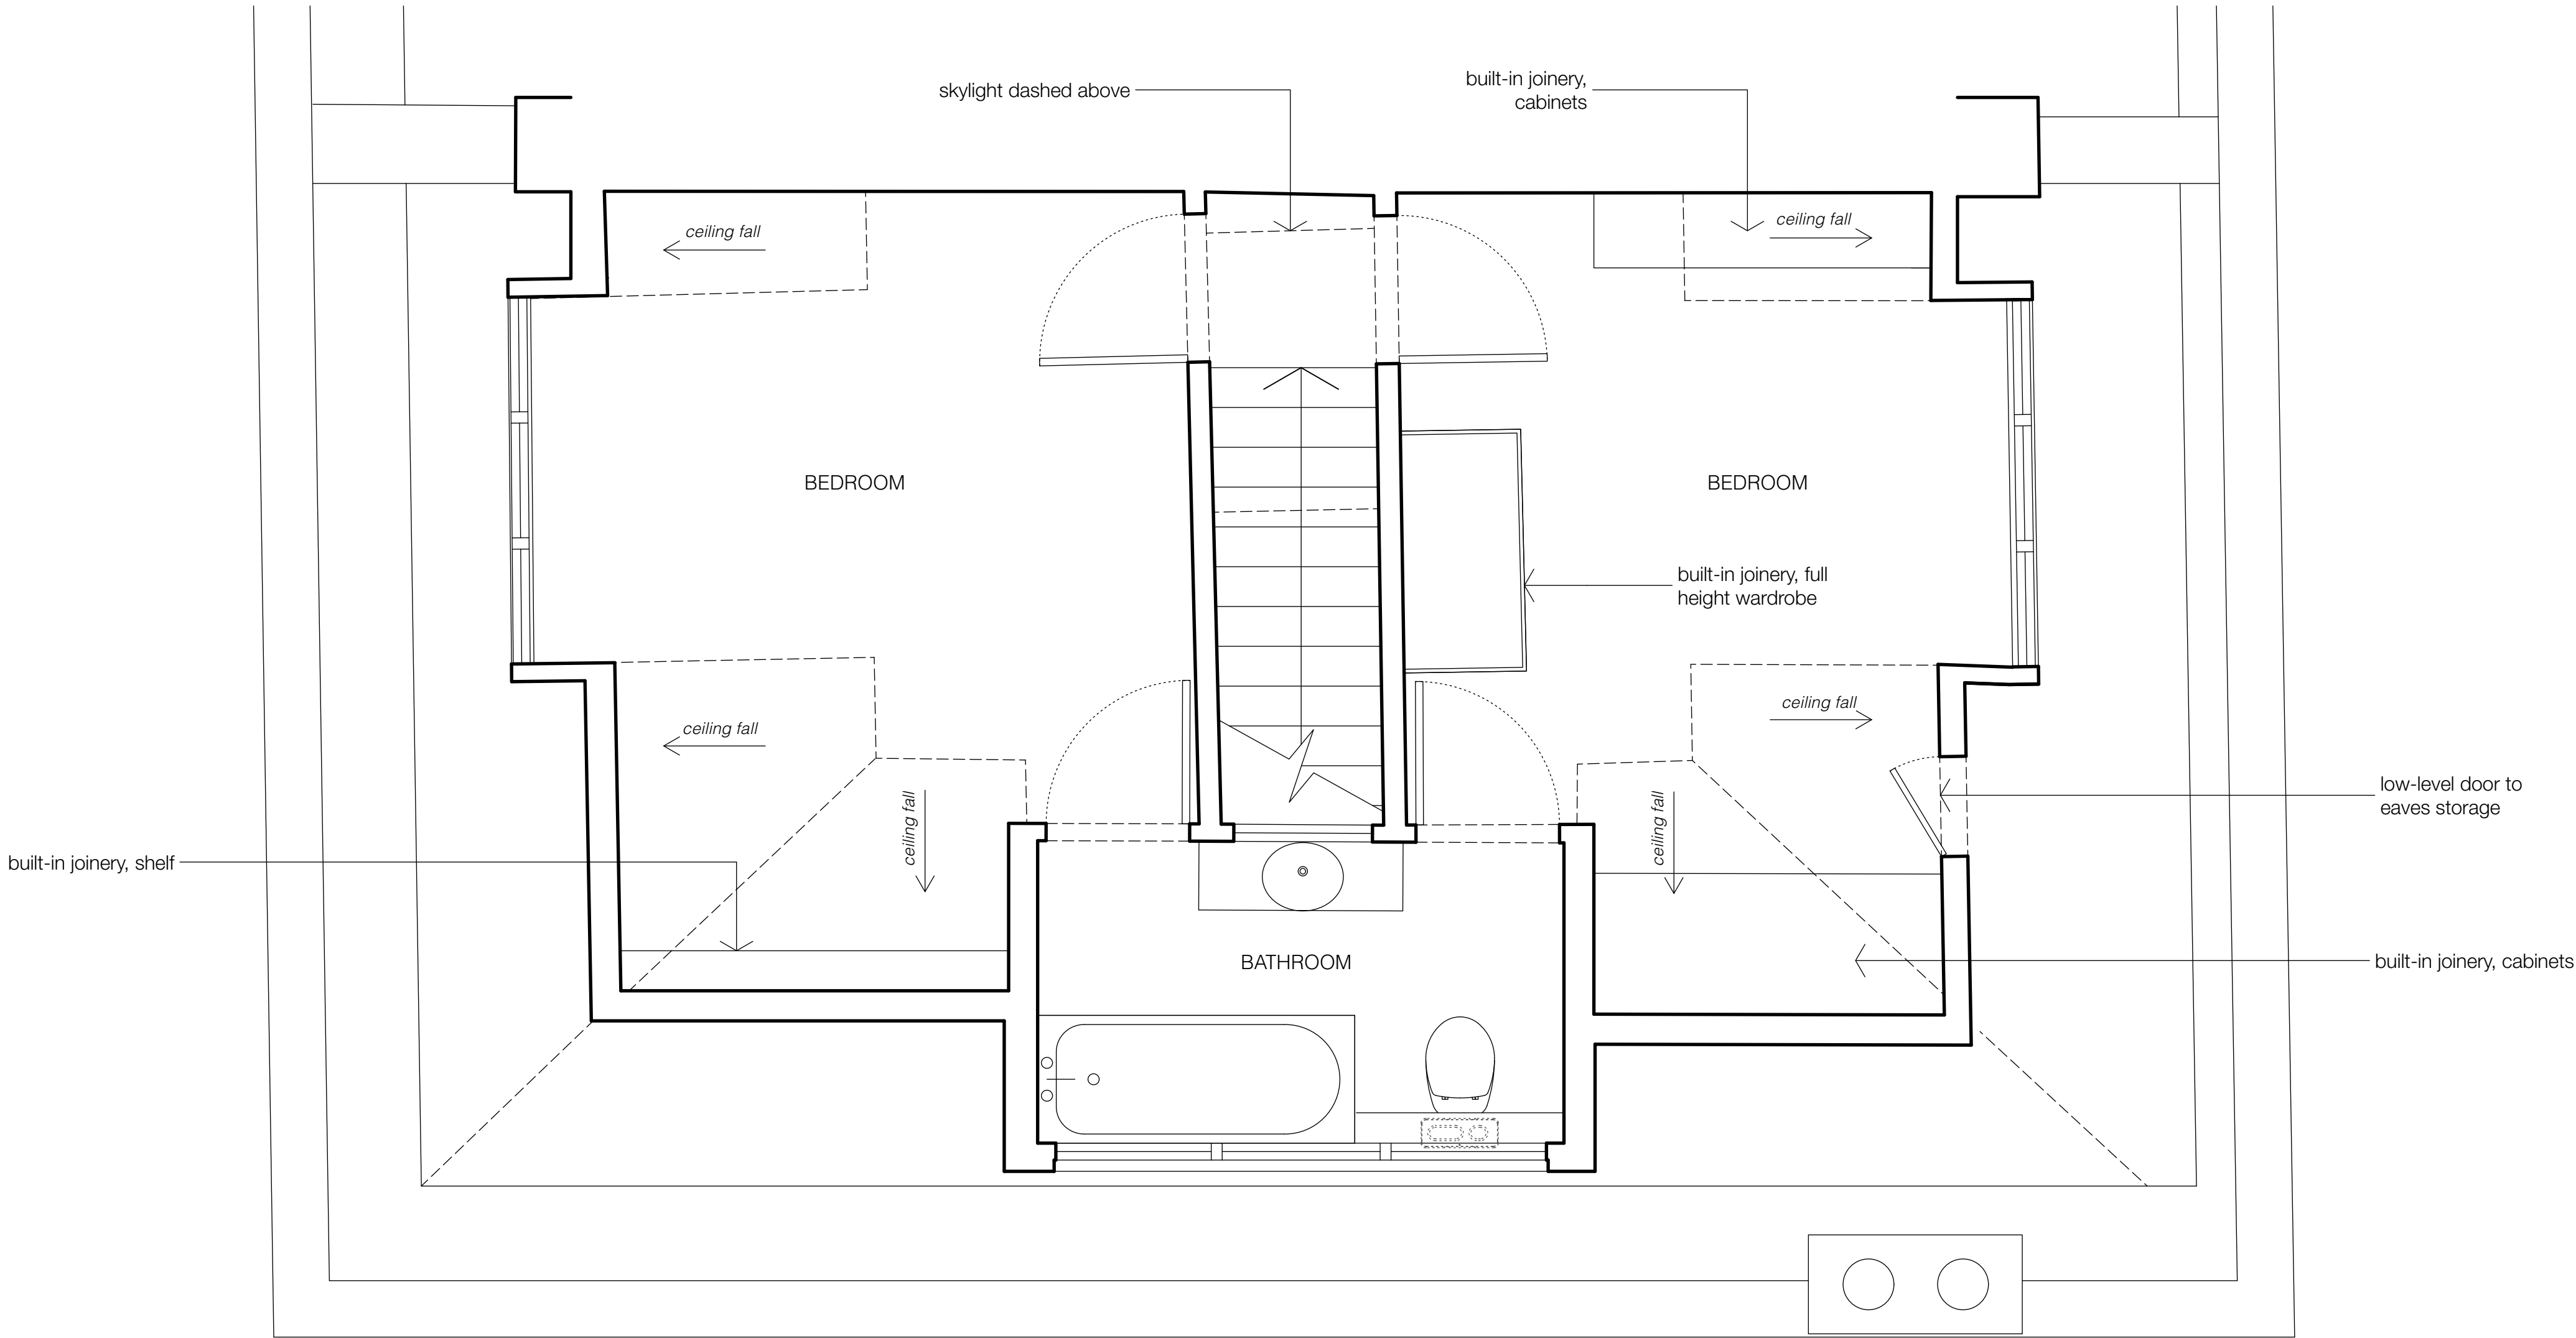 skylight dashed above
built-in joinery,
cabinets
ceiling fall
ceiling fall
BEDROOM
BEDROOM
built-in joinery, full
height wardrobe
ceiling fall
ceiling fall
ceiling fall
ceiling fall
low-level door to
eaves storage
built-in joinery, shelf
BATHROOM
built-in joinery, cabinets